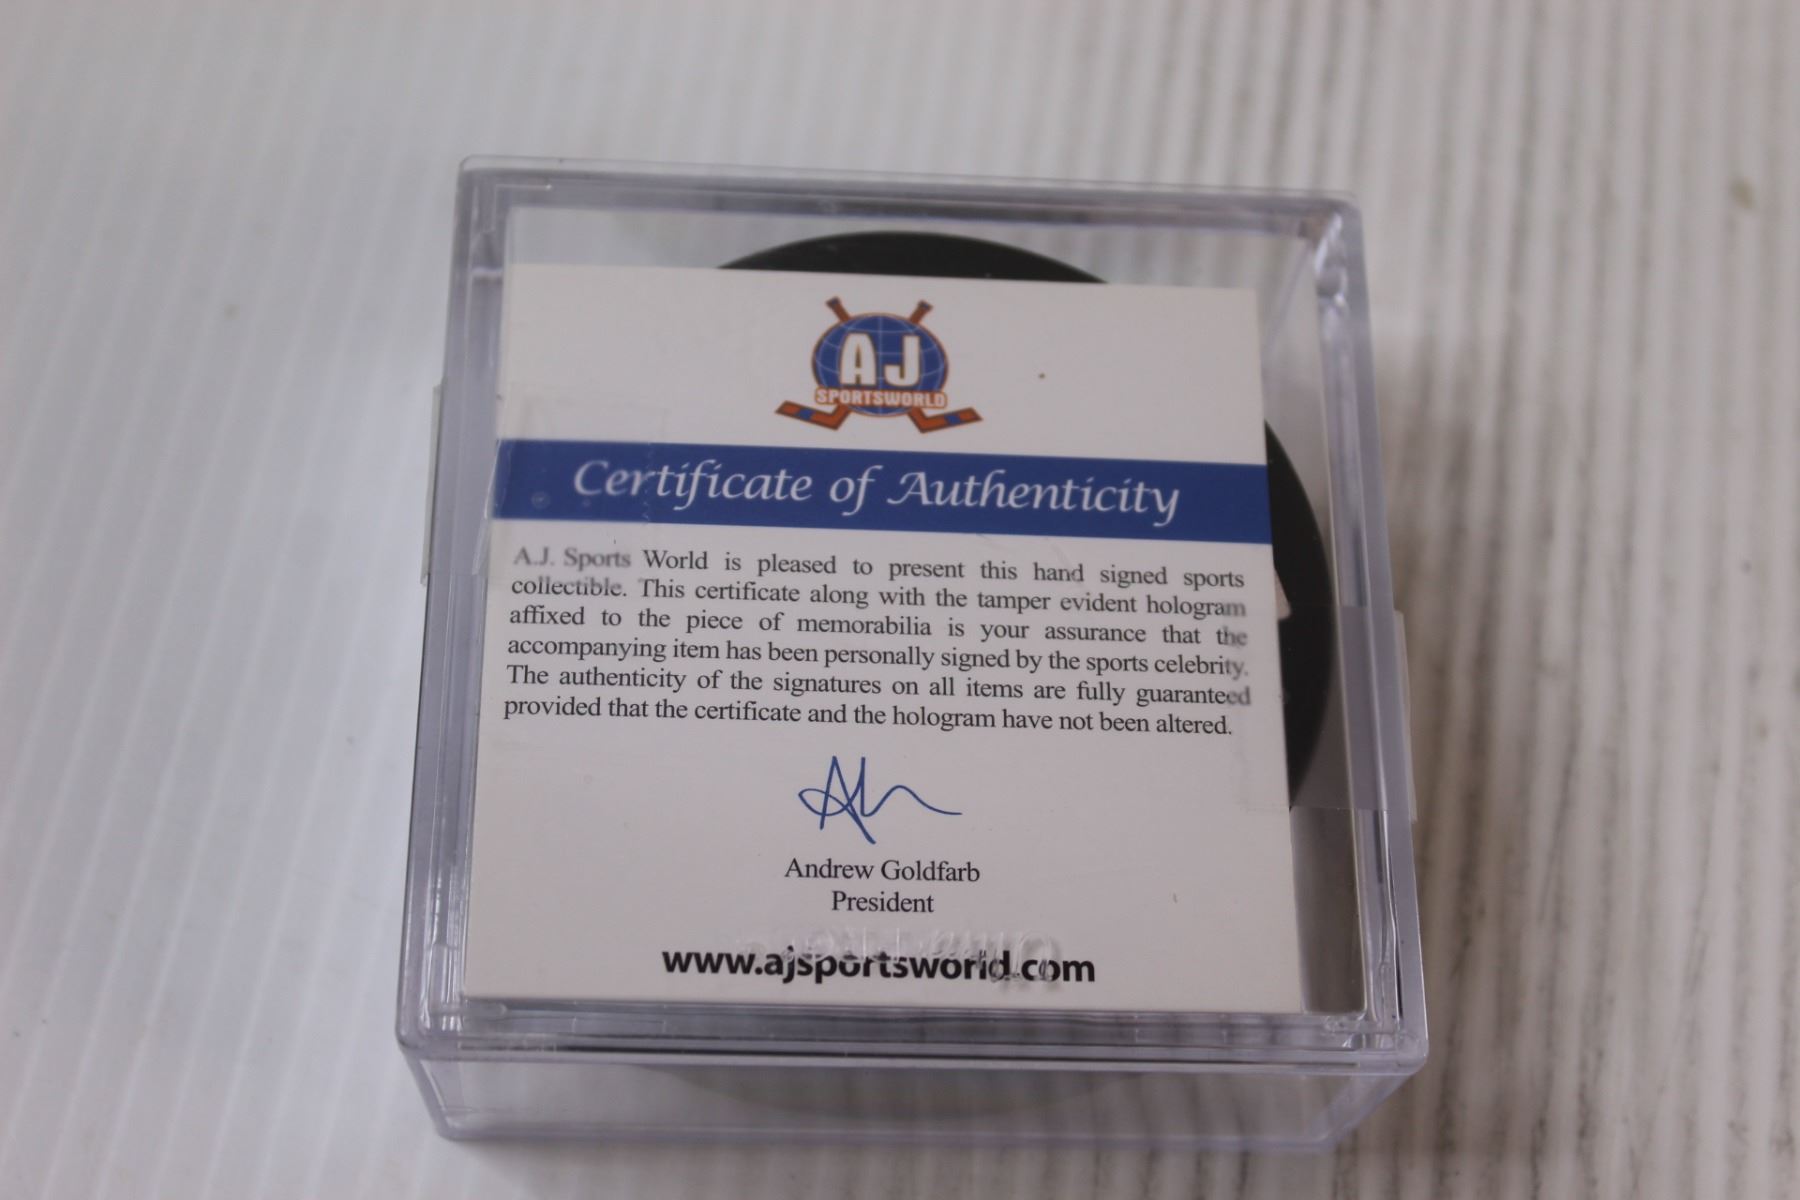 AJ
SPORTSWORLD
Certificate of Authenticity
A.J. Sports World is pleased to present this hand signed sports
collectible. This certificate along with the tamper evident hologram
affixed to the piece of memorabilia is your assurance that the
accompanying item has been personally signed by the sports celebrity.
The authenticity of the signatures on all items are fully guaranteed
provided that the certificate and the hologram have not been altered.
Andrew Goldfarb
President
www.ajsportsworld.com